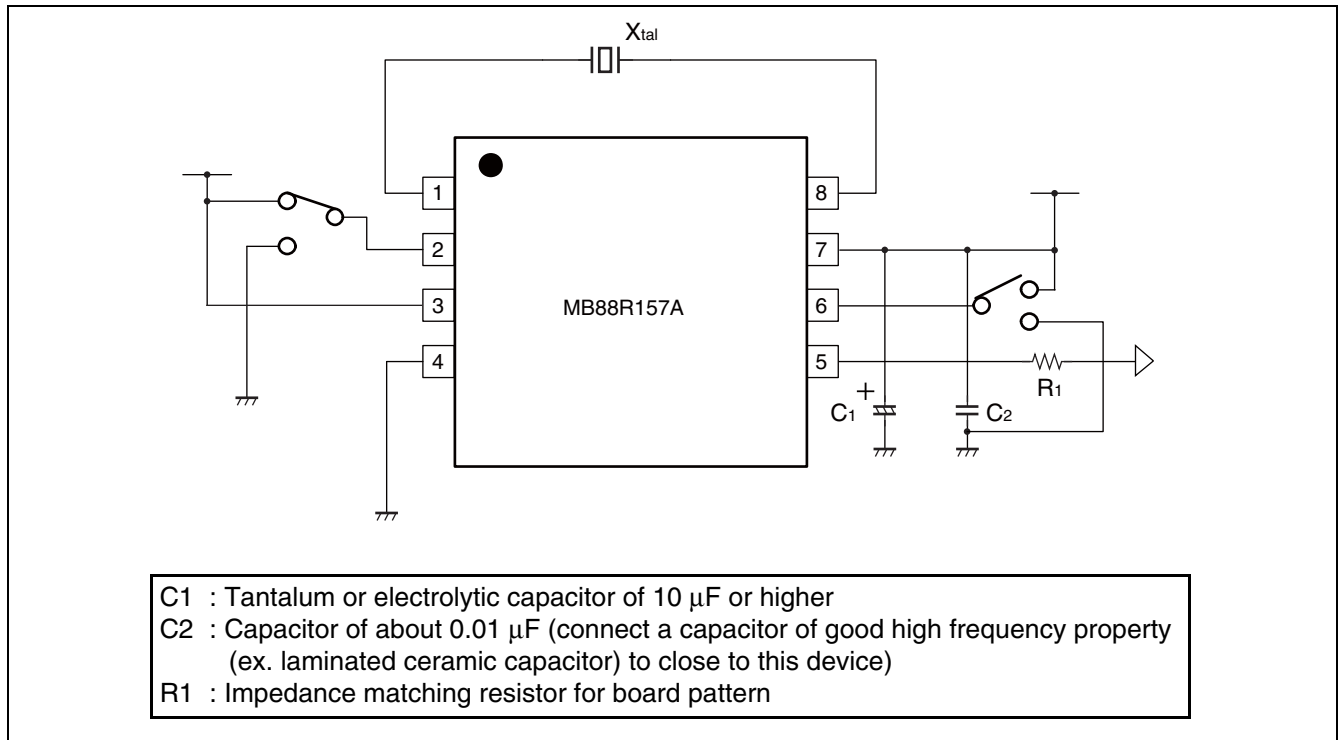 Xtal
1
8
2
7
3
MB88R157A
6
4
5
R1
+
C1
C2
C1 : Tantalum or electrolytic capacitor of 10 μF or higher
C2 : Capacitor of about 0.01 μF (connect a capacitor of good high frequency property
(ex. laminated ceramic capacitor) to close to this device)
R1 : Impedance matching resistor for board pattern